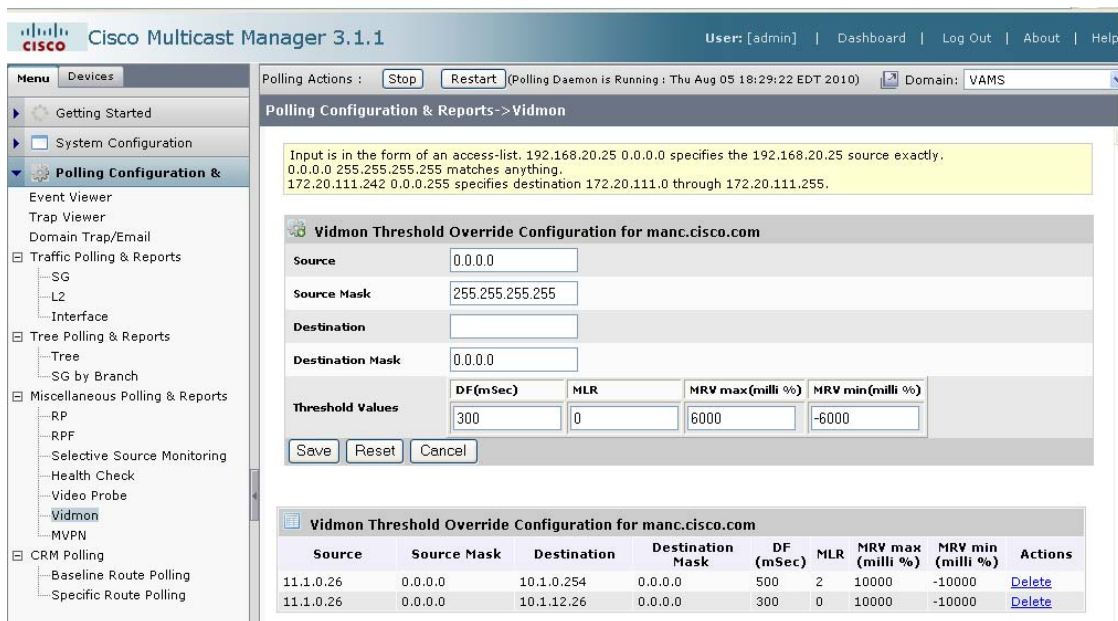 CISCO Cisco Multicast Manager 3.1.1
User: [admin] | Dashboard | Log Out | About | Help
Menu Devices
Polling Actions : Stop Restart (Polling Daemon is Running : Thu Aug 05 18:29:22 EDT 2010) Domain: VAMS
Getting Started
System Configuration
Polling Configuration &
Event Viewer
Trap Viewer
Domain Trap/Email
Traffic Polling & Reports
SG
L2
Interface
Tree Polling & Reports
Tree
SG by Branch
Miscellaneous Polling & Reports
RP
RPF
Selective Source Monitoring
Health Check
Video Probe
Vidmon
MVPN
CRM Polling
Baseline Route Polling
Specific Route Polling
Polling Configuration & Reports->Vidmon
Input is in the form of an access-list. 192.168.20.25 0.0.0.0 specifies the 192.168.20.25 source exactly.
0.0.0.0 255.255.255.255 matches anything.
172.20.111.242 0.0.0.255 specifies destination 172.20.111.0 through 172.20.111.255.
Vidmon Threshold Override Configuration for manc.cisco.com
Source 0.0.0.0
Source Mask 255.255.255.255
Destination
Destination Mask 0.0.0.0
Threshold Values
DF(mSec) MLR MRV max(milli %) MRV min(milli %)
300 0 6000 -6000
Save Reset Cancel
Vidmon Threshold Override Configuration for manc.cisco.com
Source Source Mask Destination Destination Mask DF (mSec) MLR MRV max (milli %) MRV min (milli %) Actions
11.1.0.26 0.0.0.0 10.1.0.254 0.0.0.0 500 2 10000 -10000 Delete
11.1.0.26 0.0.0.0 10.1.12.26 0.0.0.0 300 0 10000 -10000 Delete